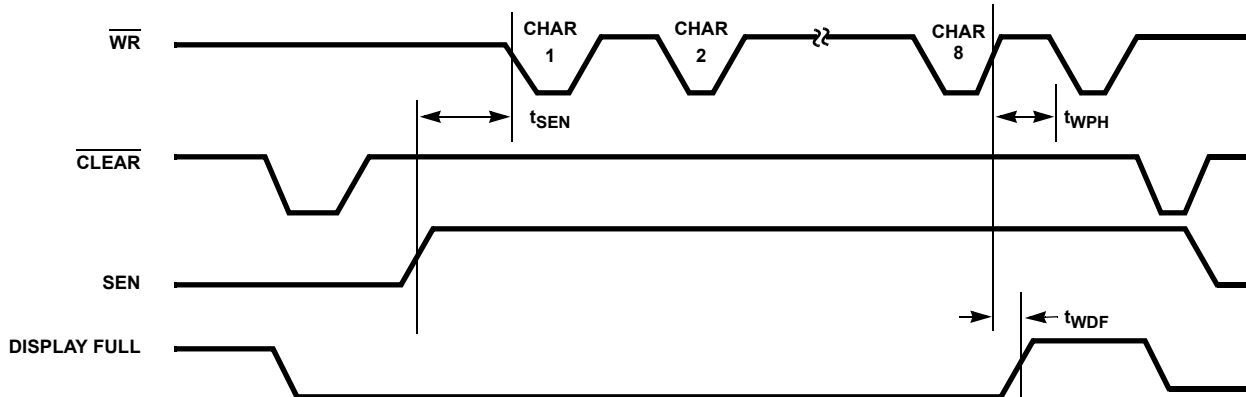 WR
CHAR
1
CHAR
2
CHAR
8
tSEN
tWPH
CLEAR
SEN
tWDF
DISPLAY FULL